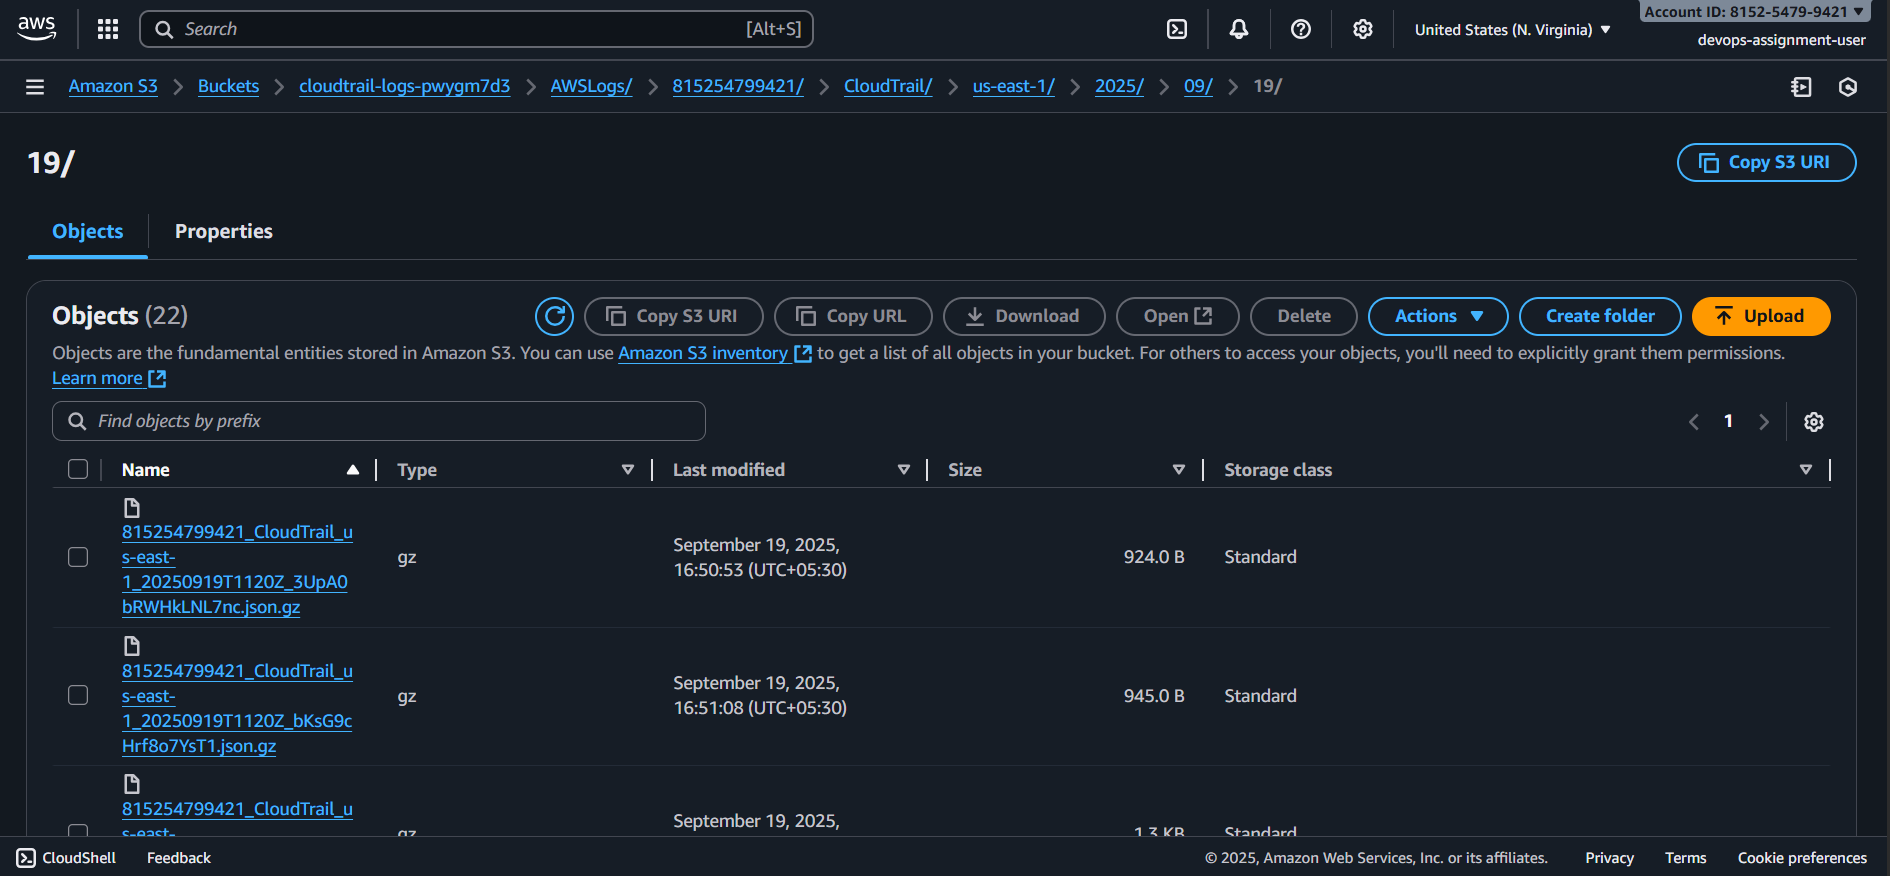 aws
Search [Alt+S]
United States (N. Virginia)
Account ID: 8152-5479-9421
devops-assignment-user
Amazon S3 Buckets cloudtrail-logs-pwygm7d3 AWSLogs/ 815254799421/ CloudTrail/ us-east-1/ 2025/ 09/ 19/
19/
Copy S3 URI
Objects Properties
Objects (22)
Copy S3 URI Copy URL Download Open Delete Actions Create folder Upload
Objects are the fundamental entities stored in Amazon S3. You can use Amazon S3 inventory to get a list of all objects in your bucket. For others to access your objects, you'll need to explicitly grant them permissions.
Learn more
Find objects by prefix
1
Name Type Last modified Size Storage class
815254799421_CloudTrail_u
s-east-
1_20250919T1120Z_3UpA0
bRWHkLNL7nc.json.gz
gz
September 19, 2025,
16:50:53 (UTC+05:30)
924.0 B
Standard
815254799421_CloudTrail_u
s-east-
1_20250919T1120Z_bKsG9c
Hrf8o7YsT1.json.gz
gz
September 19, 2025,
16:51:08 (UTC+05:30)
945.0 B
Standard
815254799421_CloudTrail_u
s-east-
gz
September 19, 2025,
1.3 KB
Standard
CloudShell Feedback
© 2025, Amazon Web Services, Inc. or its affiliates. Privacy Terms Cookie preferences